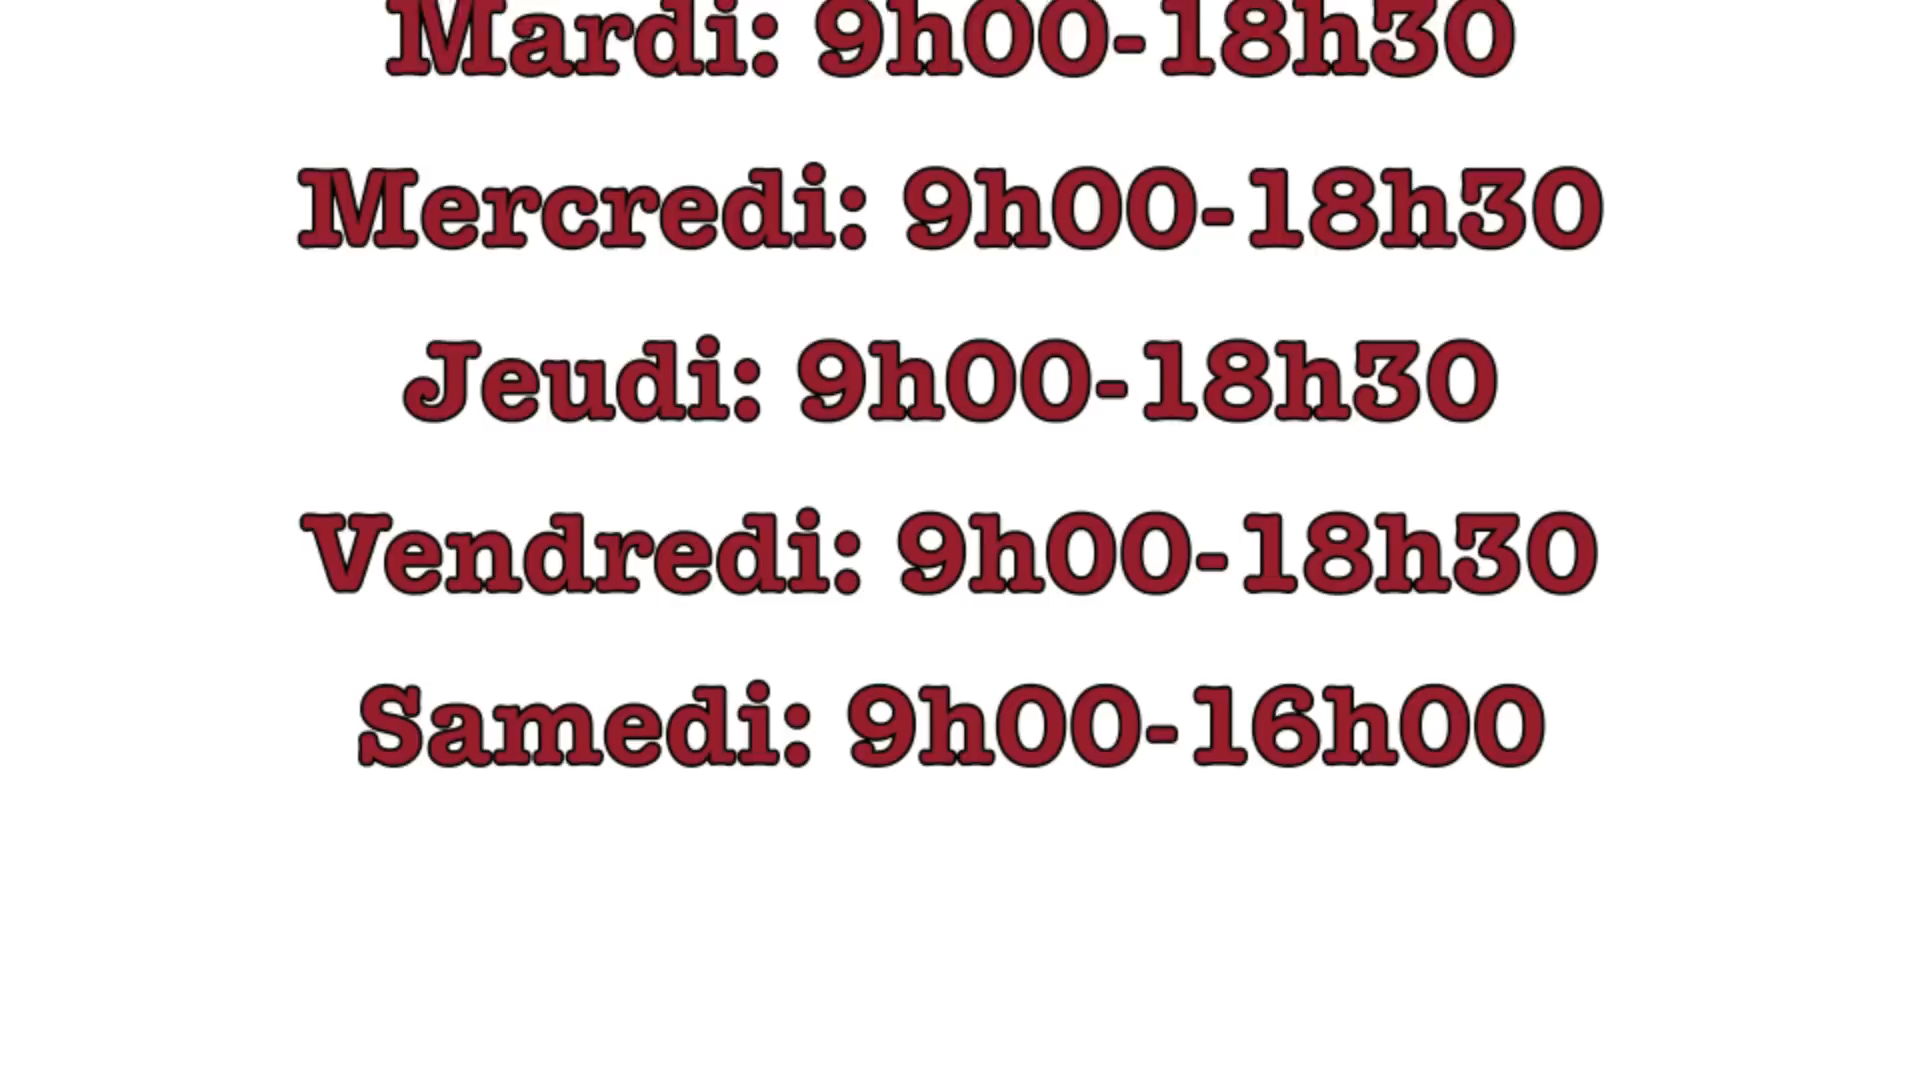 Mardi: 9h00-18h30
Mercredi: 9h00-18h30
Jeudi: 9h00-18h30
Vendredi: 9h00-18h30
Samedi: 9h00-16h00